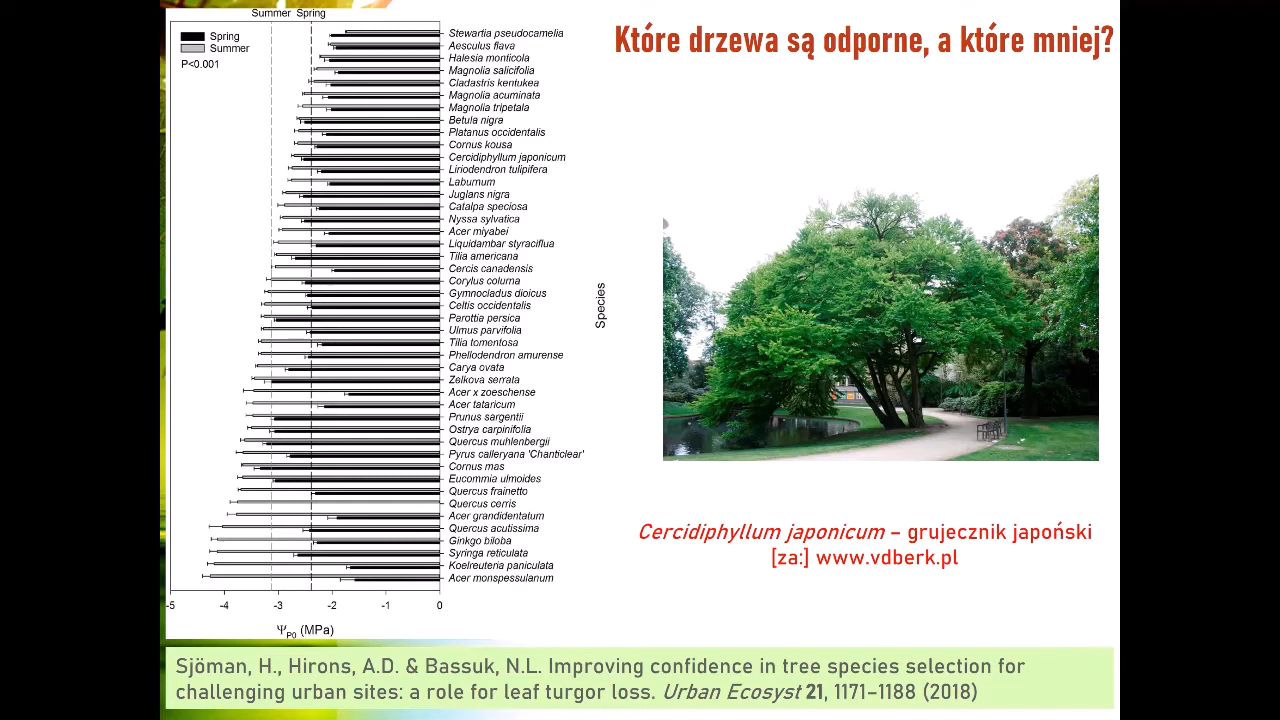 Summer Spring
Spring
Summer
P<0.001
Stewartia pseudocamelia
Aesculus flava
Halesia monticola
Magnolia salicifolia
Cladastris kentukea
Magnolia acuminata
Magnolia tripetala
Betula nigra
Platanus occidentalis
Cornus kousa
Cercidiphyllum japonicum
Liriodendron tulipifera
Laburnum
Juglans nigra
Catalpa speciosa
Nyssa sylvatica
Acer miyabei
Liquidambar styraciflua
Tilia americana
Cercis canadensis
Corylus colurna
Gymnocladus dioicus
Celtis occidentalis
Parottia persica
Ulmus parvifolia
Tilia tomentosa
Phellodendron amurense
Carya ovata
Zelkova serrata
Acer x zoeschense
Acer tataricum
Prunus sargentii
Ostrya carpinifolia
Quercus muhlenbergii
Pyrus calleryana 'Chanticlear'
Cornus mas
Eucommia ulmoides
Quercus frainetto
Quercus cerris
Acer grandidentatum
Quercus acutissima
Ginkgo biloba
Syringa reticulata
Koelreuteria paniculata
Acer monspessulanum
Species
-5 -4 -3 -2 -1 0
ΨP0 (MPa)
Które drzewa są odporne, a które mniej?
Cercidiphyllum japonicum – grujecznik japoński
[za:] www.vdberk.pl
Sjöman, H., Hirons, A.D. & Bassuk, N.L. Improving confidence in tree species selection for
challenging urban sites: a role for leaf turgor loss. Urban Ecosyst 21, 1171–1188 (2018)